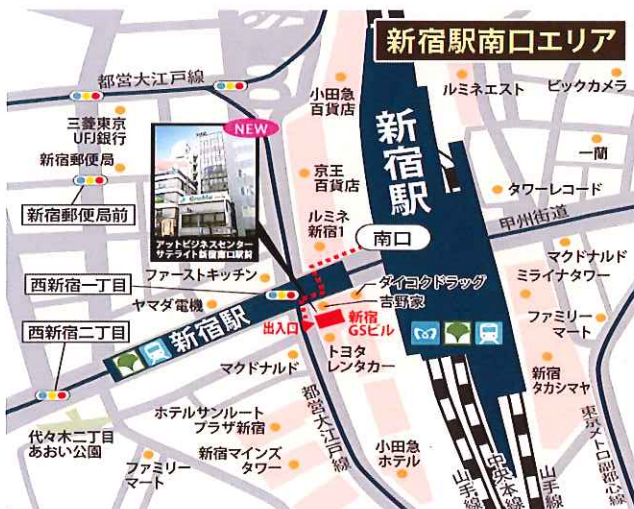 新宿駅南口エリア
都営大江戸線
三菱東京
UFJ銀行
新宿郵便局
新宿郵便局前
NEW
アットビジネスセンター
サテライト新宿南口駅前
小田急
百貨店
京王
百貨店
ルミネ
新宿1
新宿駅
南口
ルミネエスト
ビックカメラ
一蘭
タワーレコード
甲州街道
マクドナルド
ミライナタワー
ファミリー
マート
新宿
タカシマヤ
東京メトロ副都心線
西新宿一丁目
ファーストキッチン
ヤマダ電機
西新宿二丁目
新宿駅
ダイコクドラッグ
吉野家
出入口
新宿
GSビル
トヨタ
レンタカー
マクドナルド
都営大江戸線
ホテルサンルート
プラザ新宿
新宿マインズ
タワー
代々木二丁目
あおい公園
ファミリー
マート
小田急
ホテル
山手線
中央本線
山手線